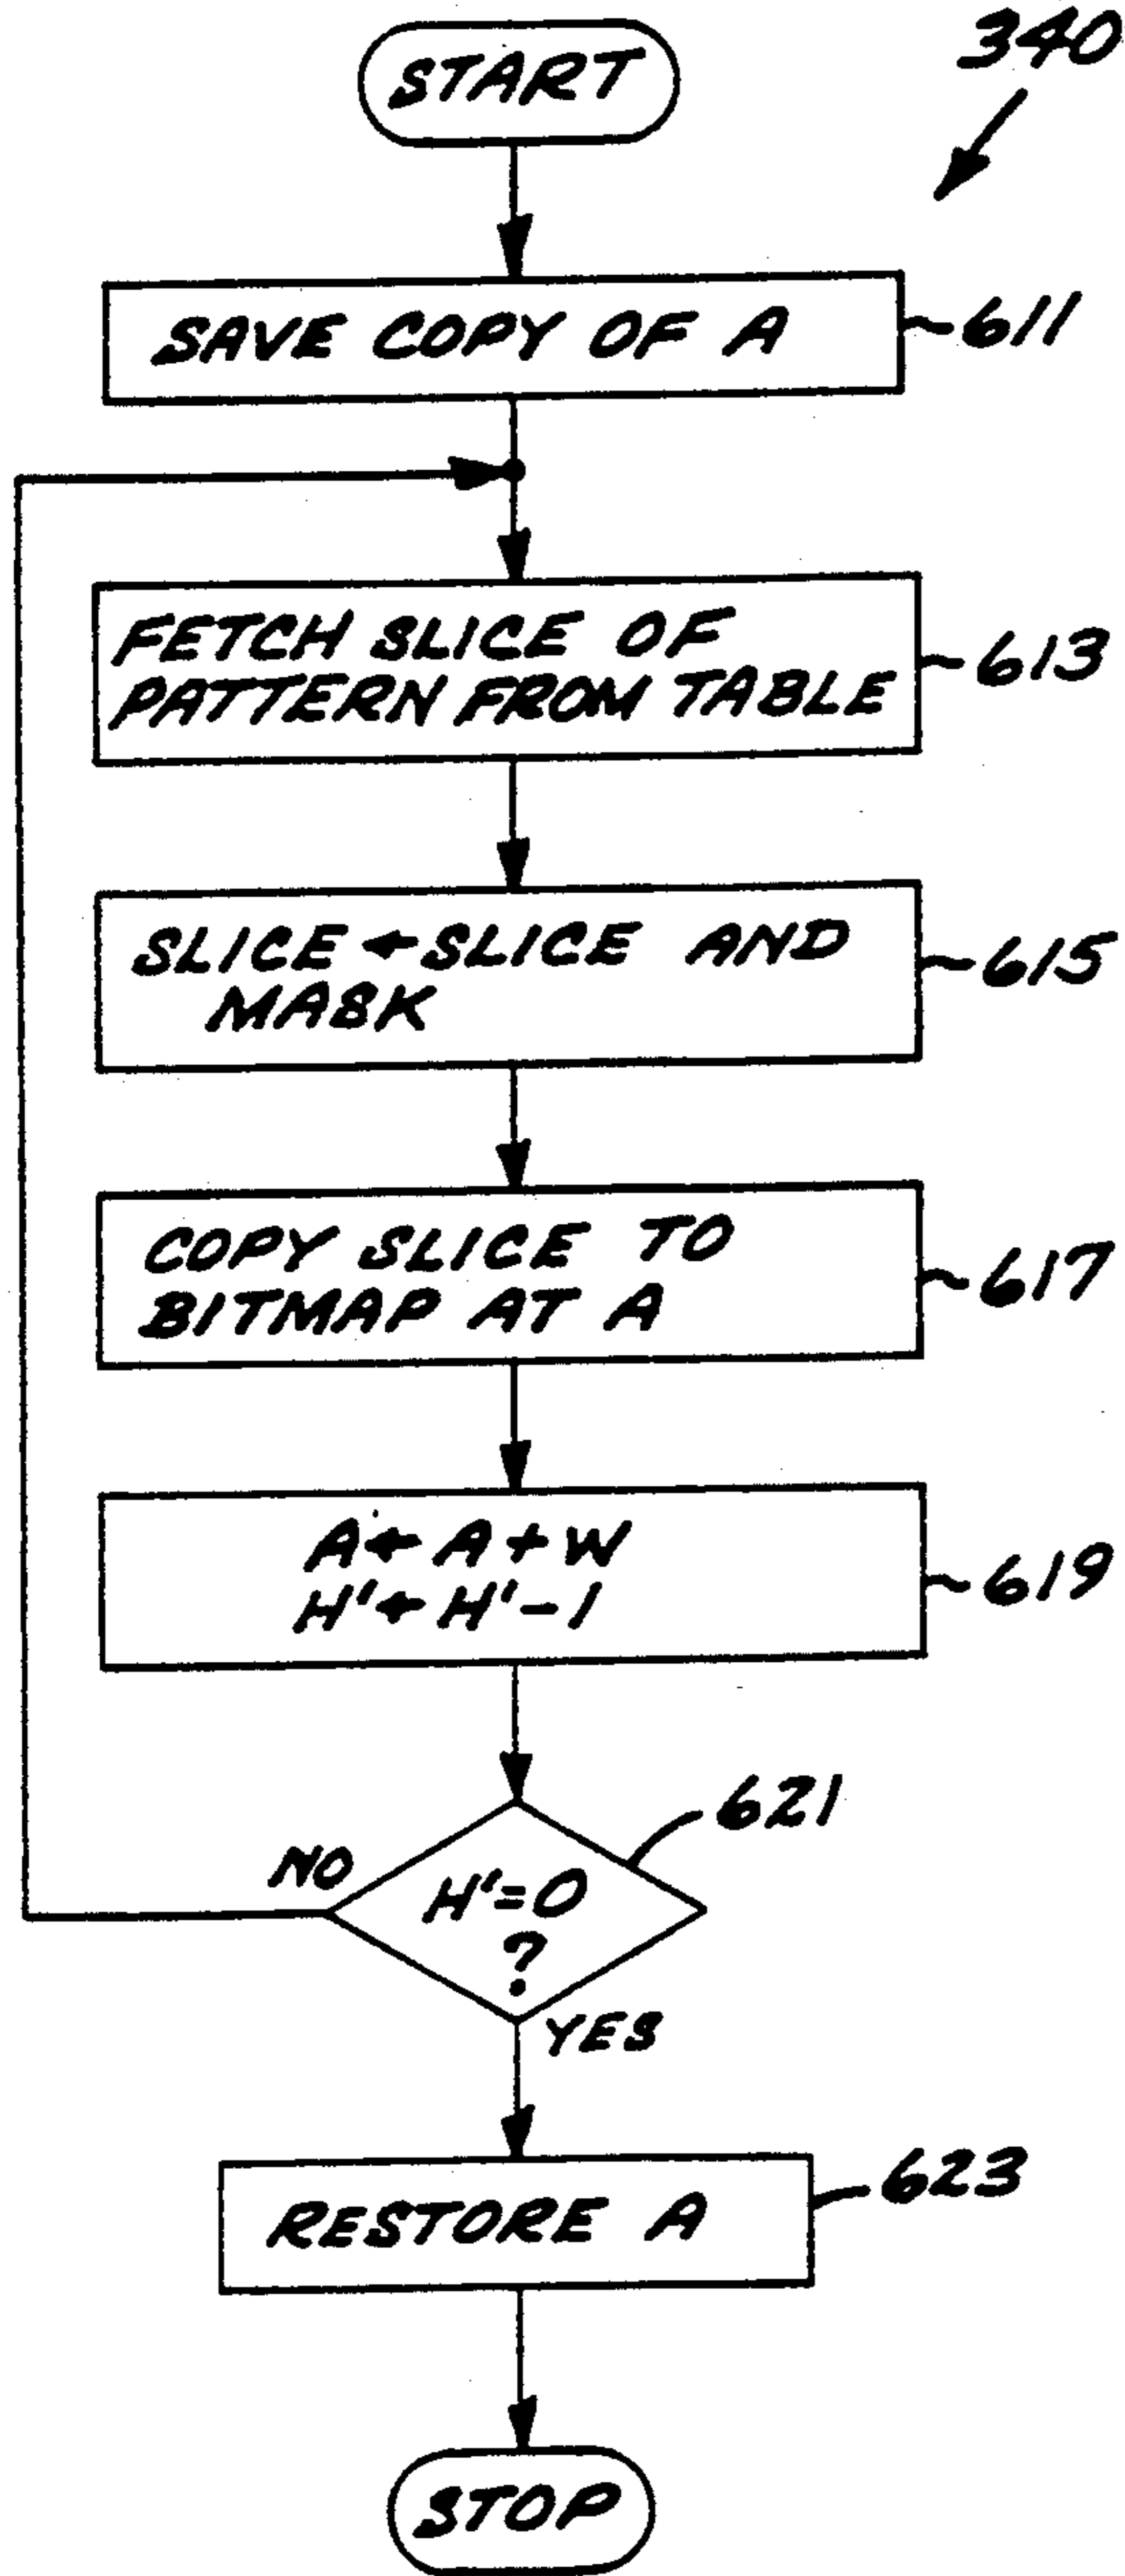 340
START
SAVE COPY OF A
611
FETCH SLICE OF
PATTERN FROM TABLE
613
SLICE ← SLICE AND
MASK
615
COPY SLICE TO
BITMAP AT A
617
A ← A + W
H' ← H' - 1
619
621
NO
H' = 0
?
YES
RESTORE A
623
STOP